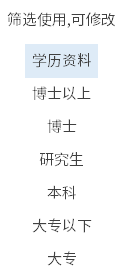 筛选使用,可修改
学历资料
博士以上
博士
研究生
本科
大专以下
大专